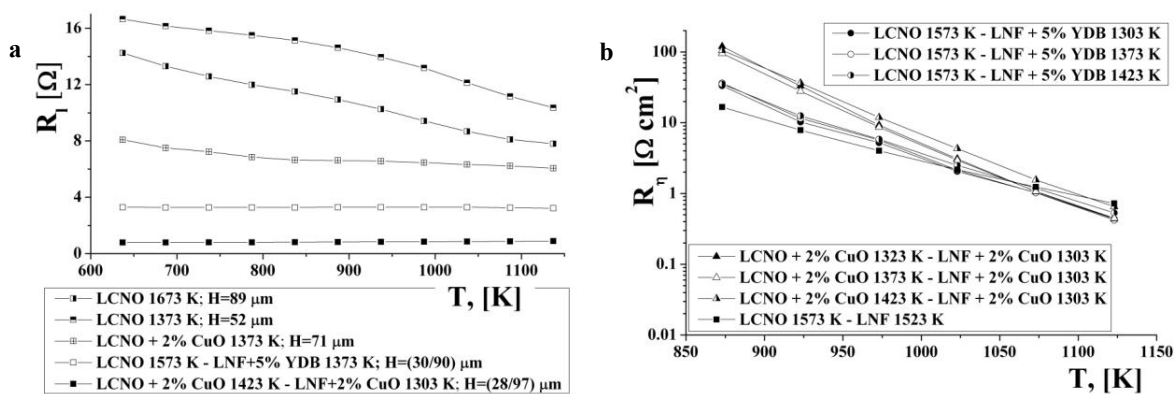 a
R_l [Ω]
16
12
8
4
0
600 700 800 900 1000 1100
T, [K]
LCNO 1673 K; H=89 μm
LCNO 1373 K; H=52 μm
LCNO + 2% CuO 1373 K; H=71 μm
LCNO 1573 K - LNF+5% YDB 1373 K; H=(30/90) μm
LCNO + 2% CuO 1423 K - LNF+2% CuO 1303 K; H=(28/97) μm
b
R_η [Ω cm²]
100
10
1
0.1
0.01
LCNO 1573 K - LNF + 5% YDB 1303 K
LCNO 1573 K - LNF + 5% YDB 1373 K
LCNO 1573 K - LNF + 5% YDB 1423 K
LCNO + 2% CuO 1323 K - LNF + 2% CuO 1303 K
LCNO + 2% CuO 1373 K - LNF + 2% CuO 1303 K
LCNO + 2% CuO 1423 K - LNF + 2% CuO 1303 K
LCNO 1573 K - LNF 1523 K
850 900 950 1000 1050 1100 1150
T, [K]